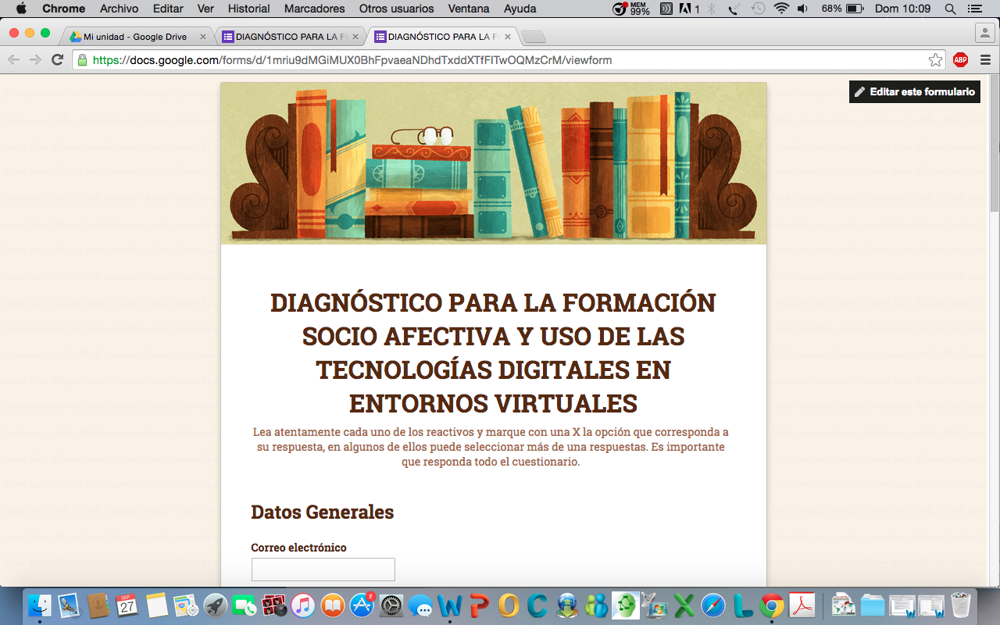 Chrome Archivo Editar Ver Historial Marcadores Otros usuarios Ventana Ayuda MEM 99% 1 68% Dom 10:09
Mi unidad - Google Drive DIAGNÓSTICO PARA LA F DIAGNÓSTICO PARA LA F
https://docs.google.com/forms/d/1mriu9dMGiMUX0BhFpvaeaNDhdTxddXTfFlTwOQMzCrM/viewform ABP
Editar este formulario
DIAGNÓSTICO PARA LA FORMACIÓN
SOCIO AFECTIVA Y USO DE LAS
TECNOLOGÍAS DIGITALES EN
ENTORNOS VIRTUALES
Lea atentamente cada uno de los reactivos y marque con una X la opción que corresponda a
su respuesta, en algunos de ellos puede seleccionar más de una respuestas. Es importante
que responda todo el cuestionario.
Datos Generales
Correo electrónico
SEP
27
2